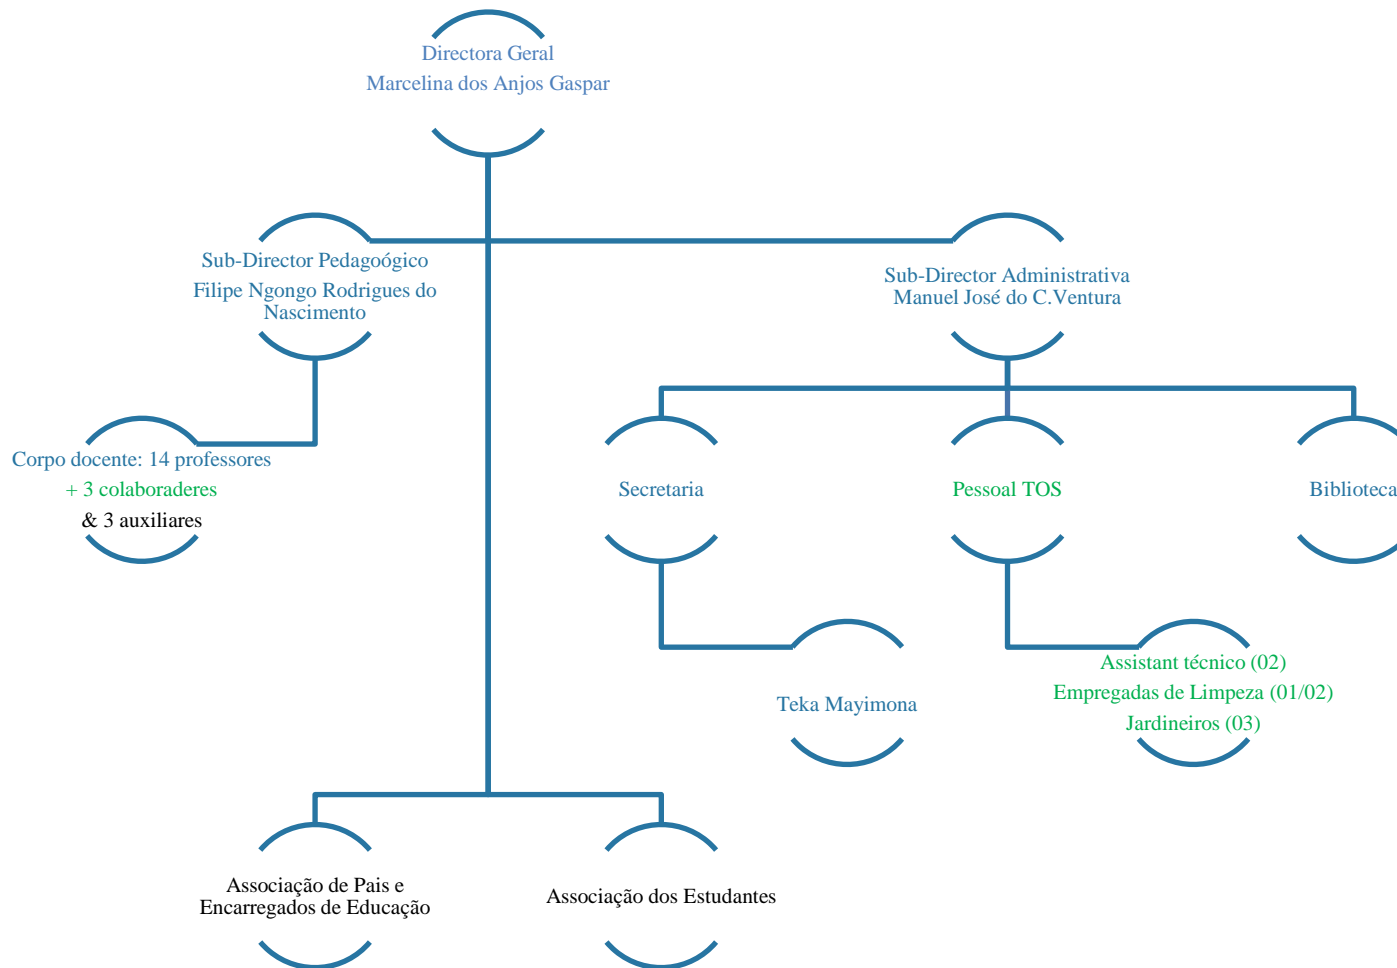 Directora Geral
Marcelina dos Anjos Gaspar
Sub-Director Pedagoógico
Filipe Ngongo Rodrigues do
Nascimento
Sub-Director Administrativa
Manuel José do C.Ventura
Corpo docente: 14 professores
+ 3 colaboraderes
& 3 auxiliares
Secretaria
Pessoal TOS
Biblioteca
Teka Mayimona
Assistant técnico (02)
Empregadas de Limpeza (01/02)
Jardineiros (03)
Associação de Pais e
Encarregados de Educação
Associação dos Estudantes